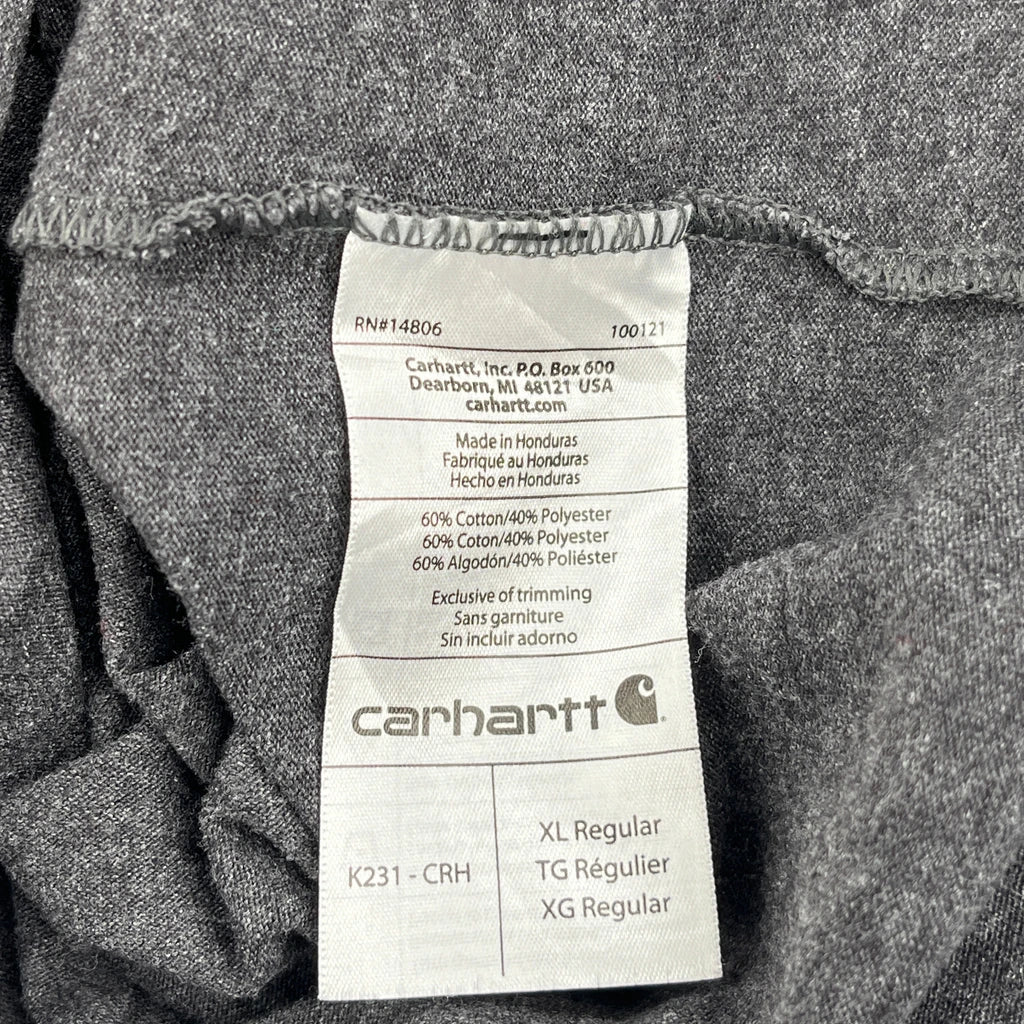 RN#14806 100121
Carhartt, Inc. P.O. Box 600
Dearborn, MI 48121 USA
carhartt.com
Made in Honduras
Fabriqué au Honduras
Hecho en Honduras
60% Cotton/40% Polyester
60% Coton/40% Polyester
60% Algodón/40% Poliéster
Exclusive of trimming
Sans garniture
Sin incluir adorno
carhartt
K231 - CRH
XL Regular
TG Régulier
XG Regular